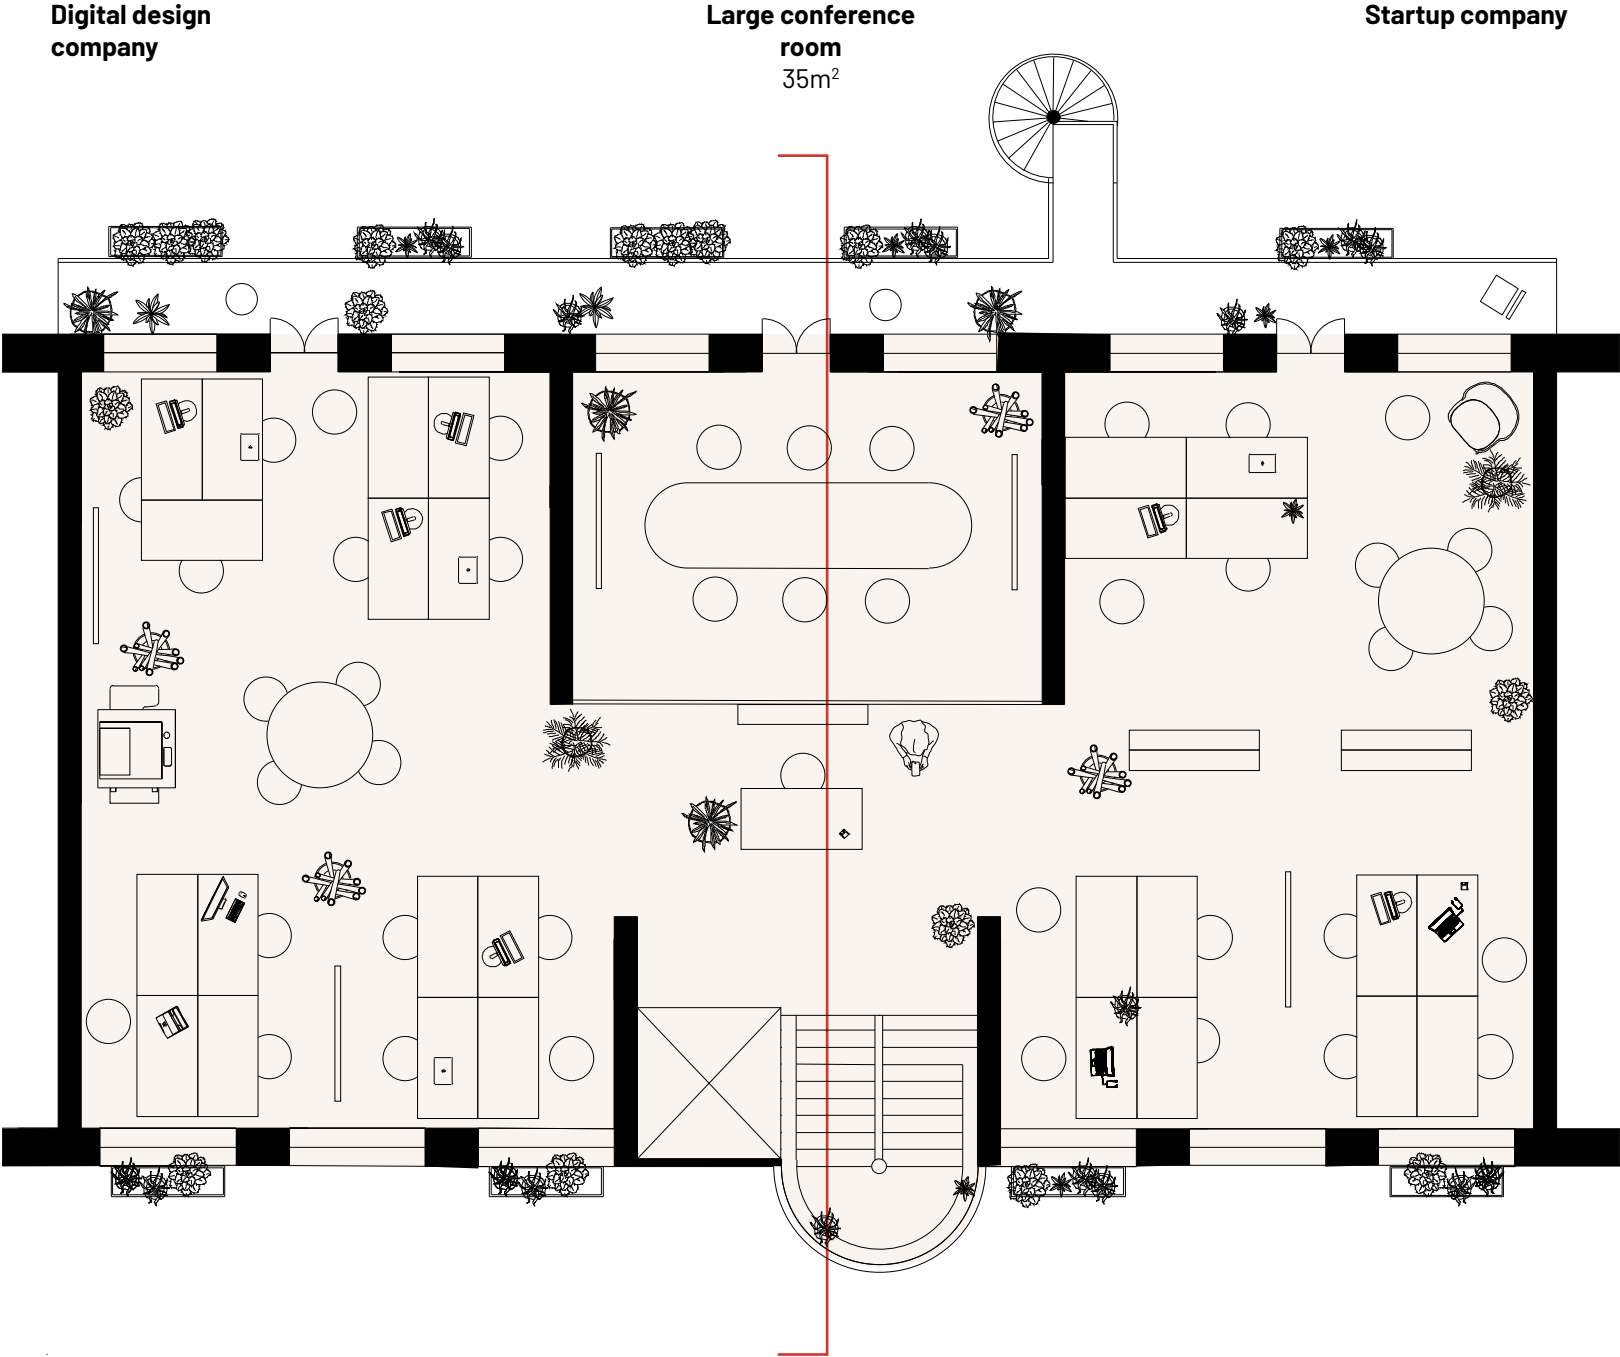 Digital design
company
Large conference
room
35m²
Startup company